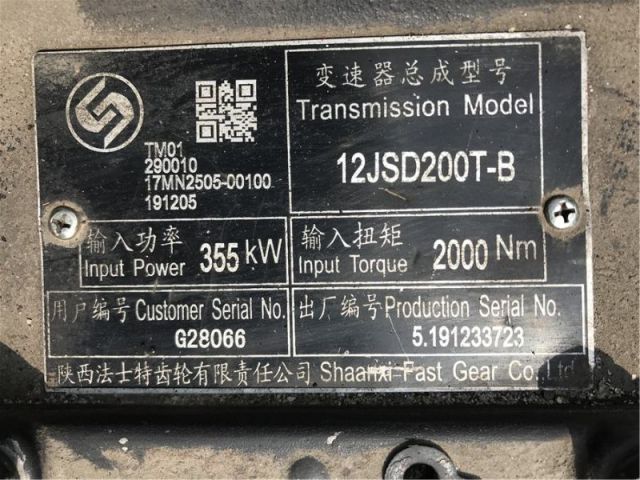 变速器总成型号
Transmission Model
TM01
290010
17MN2505-00100
191205
12JSD200T-B
输入功率
Input Power 355 kW
输入扭矩
Input Torque 2000 Nm
用户编号 Customer Serial No.
G28066
出厂编号 Production Serial No.
5.191233723
陕西法士特齿轮有限责任公司 Shaanxi Fast Gear Co., Ltd.